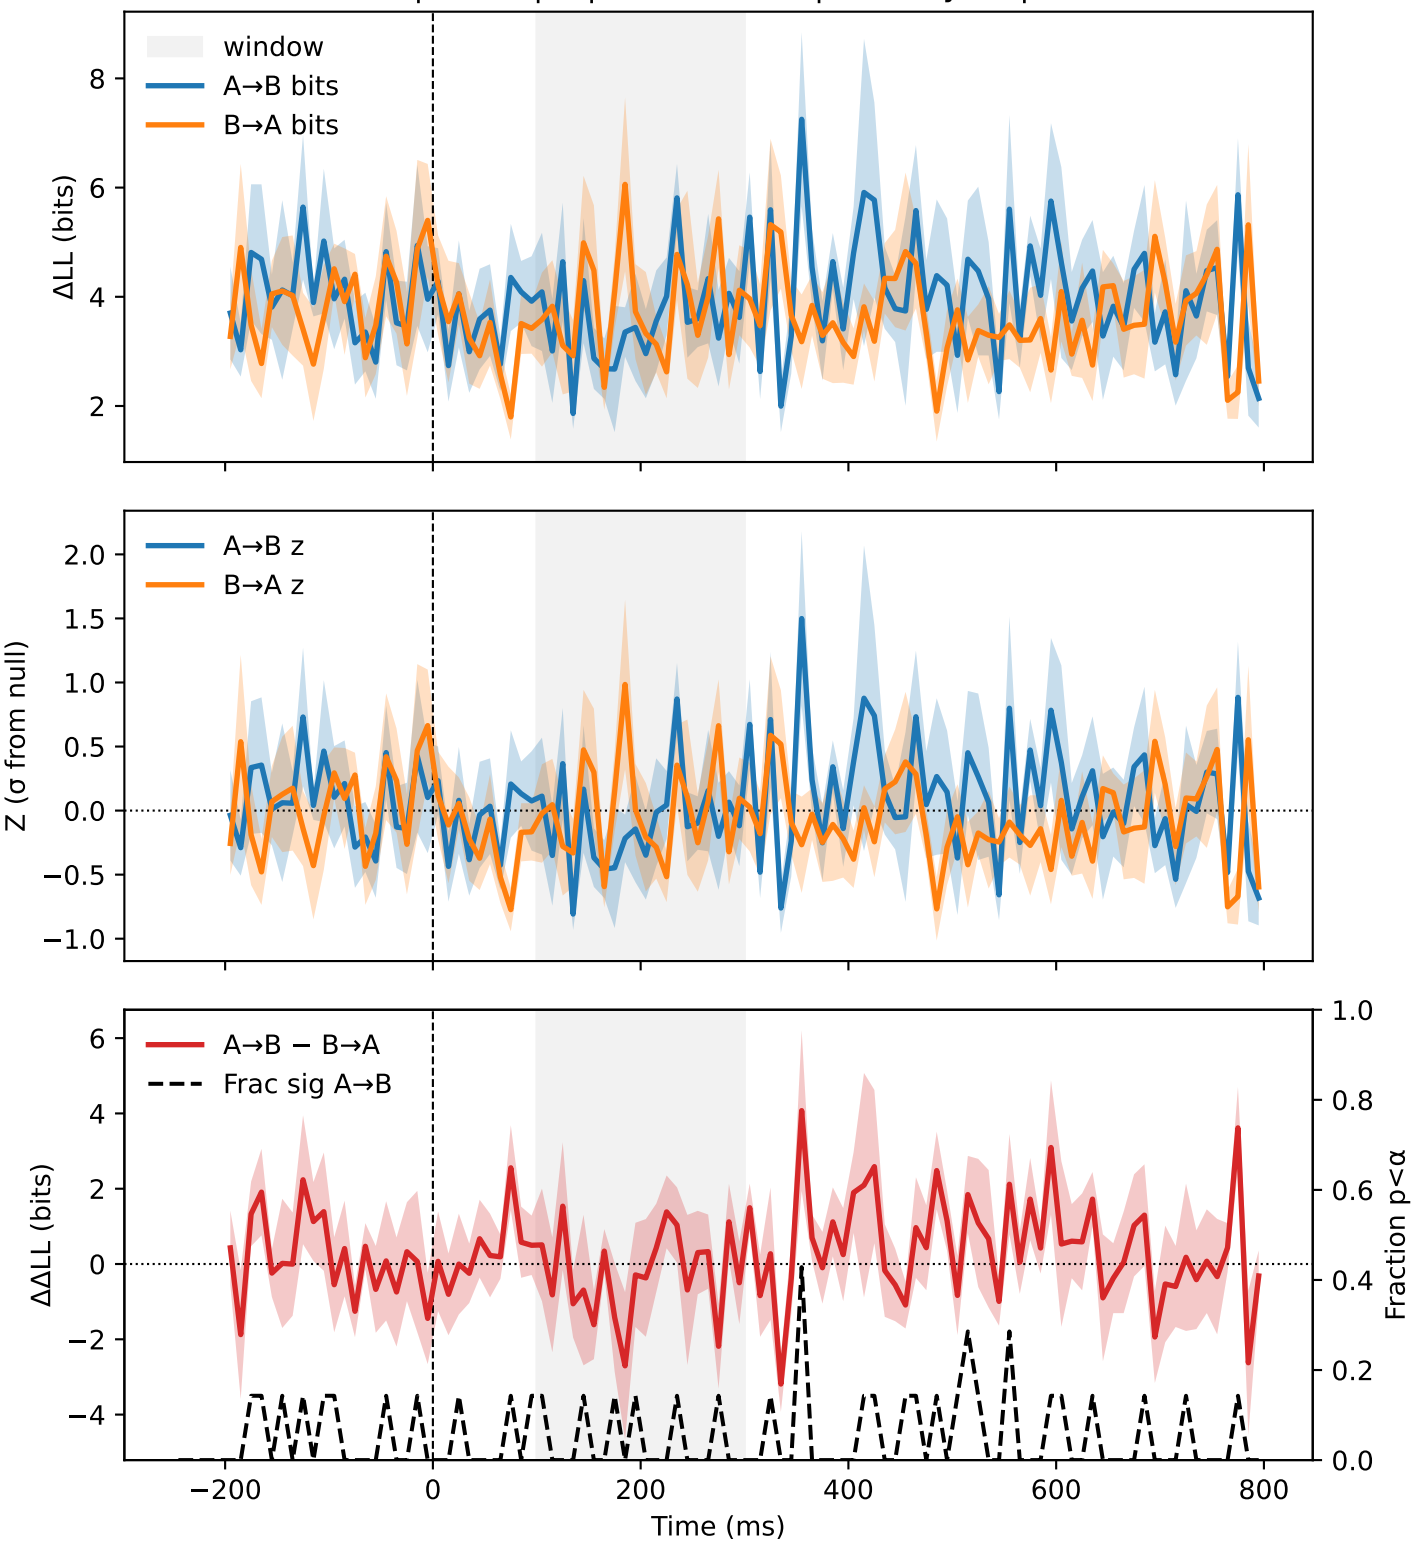 window
A→B bits
B→A bits
ΔLL (bits)
8
6
4
2
A→B z
B→A z
Z (σ from null)
2.0
1.5
1.0
0.5
0.0
−0.5
−1.0
A→B − B→A
Frac sig A→B
ΔΔLL (bits)
6
4
2
0
−2
−4
1.0
0.8
0.6
0.4
0.2
0.0
Fraction p<α
−200
0
200
400
600
800
Time (ms)